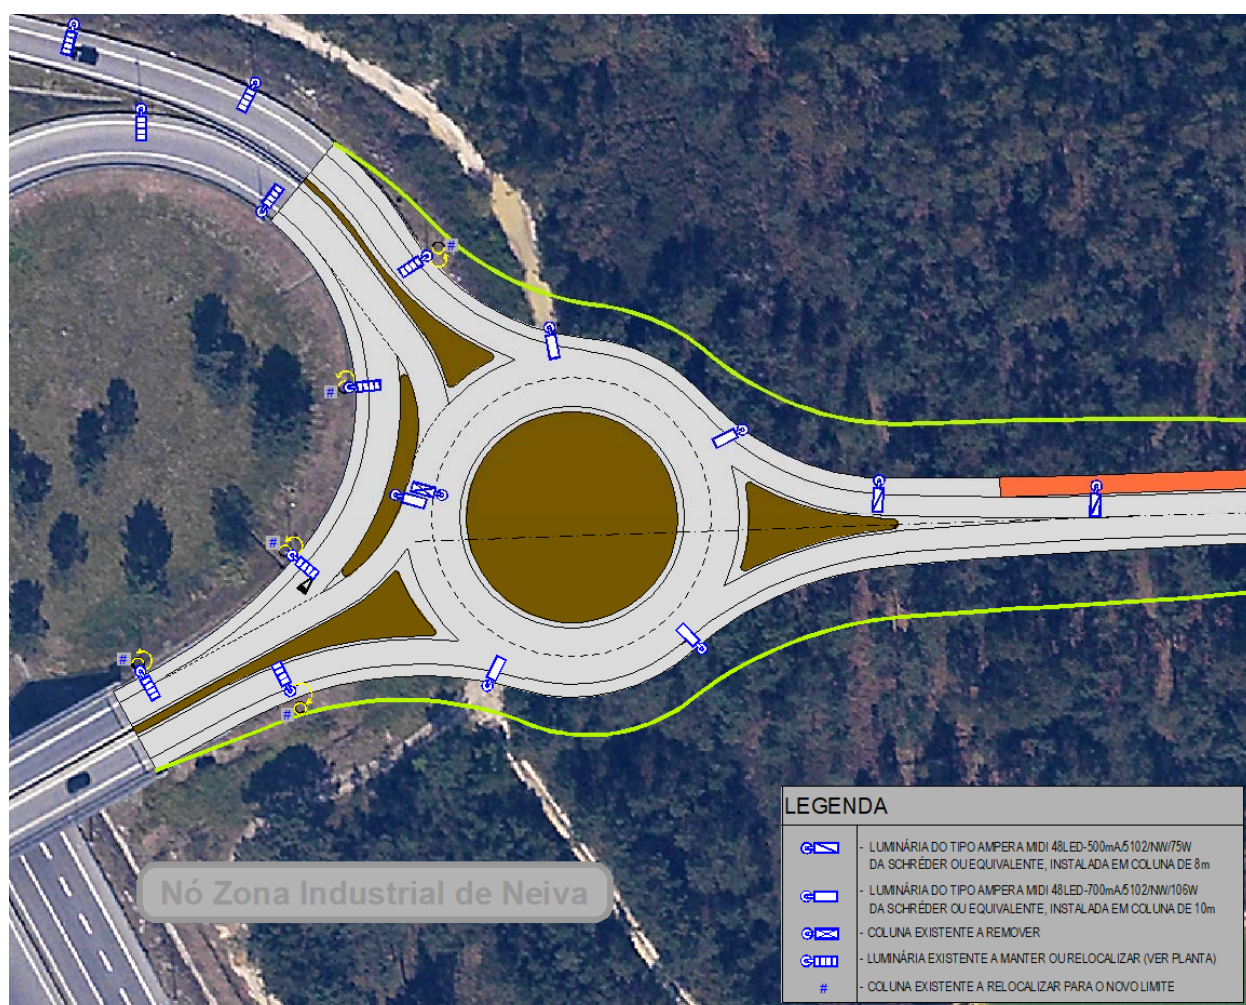 #
#
#
#
#
Nó Zona Industrial de Neiva
LEGENDA
- LUMINÁRIA DO TIPO AMPERA MIDI 48LED-500mA/5102/NW/75W
DA SCHRÉDER OU EQUIVALENTE, INSTALADA EM COLUNA DE 8m
- LUMINÁRIA DO TIPO AMPERA MIDI 48LED-700mA/5102/NW/106W
DA SCHRÉDER OU EQUIVALENTE, INSTALADA EM COLUNA DE 10m
- COLUNA EXISTENTE A REMOVER
- LUMINÁRIA EXISTENTE A MANTER OU RELOCALIZAR (VER PLANTA)
# - COLUNA EXISTENTE A RELOCALIZAR PARA O NOVO LIMITE